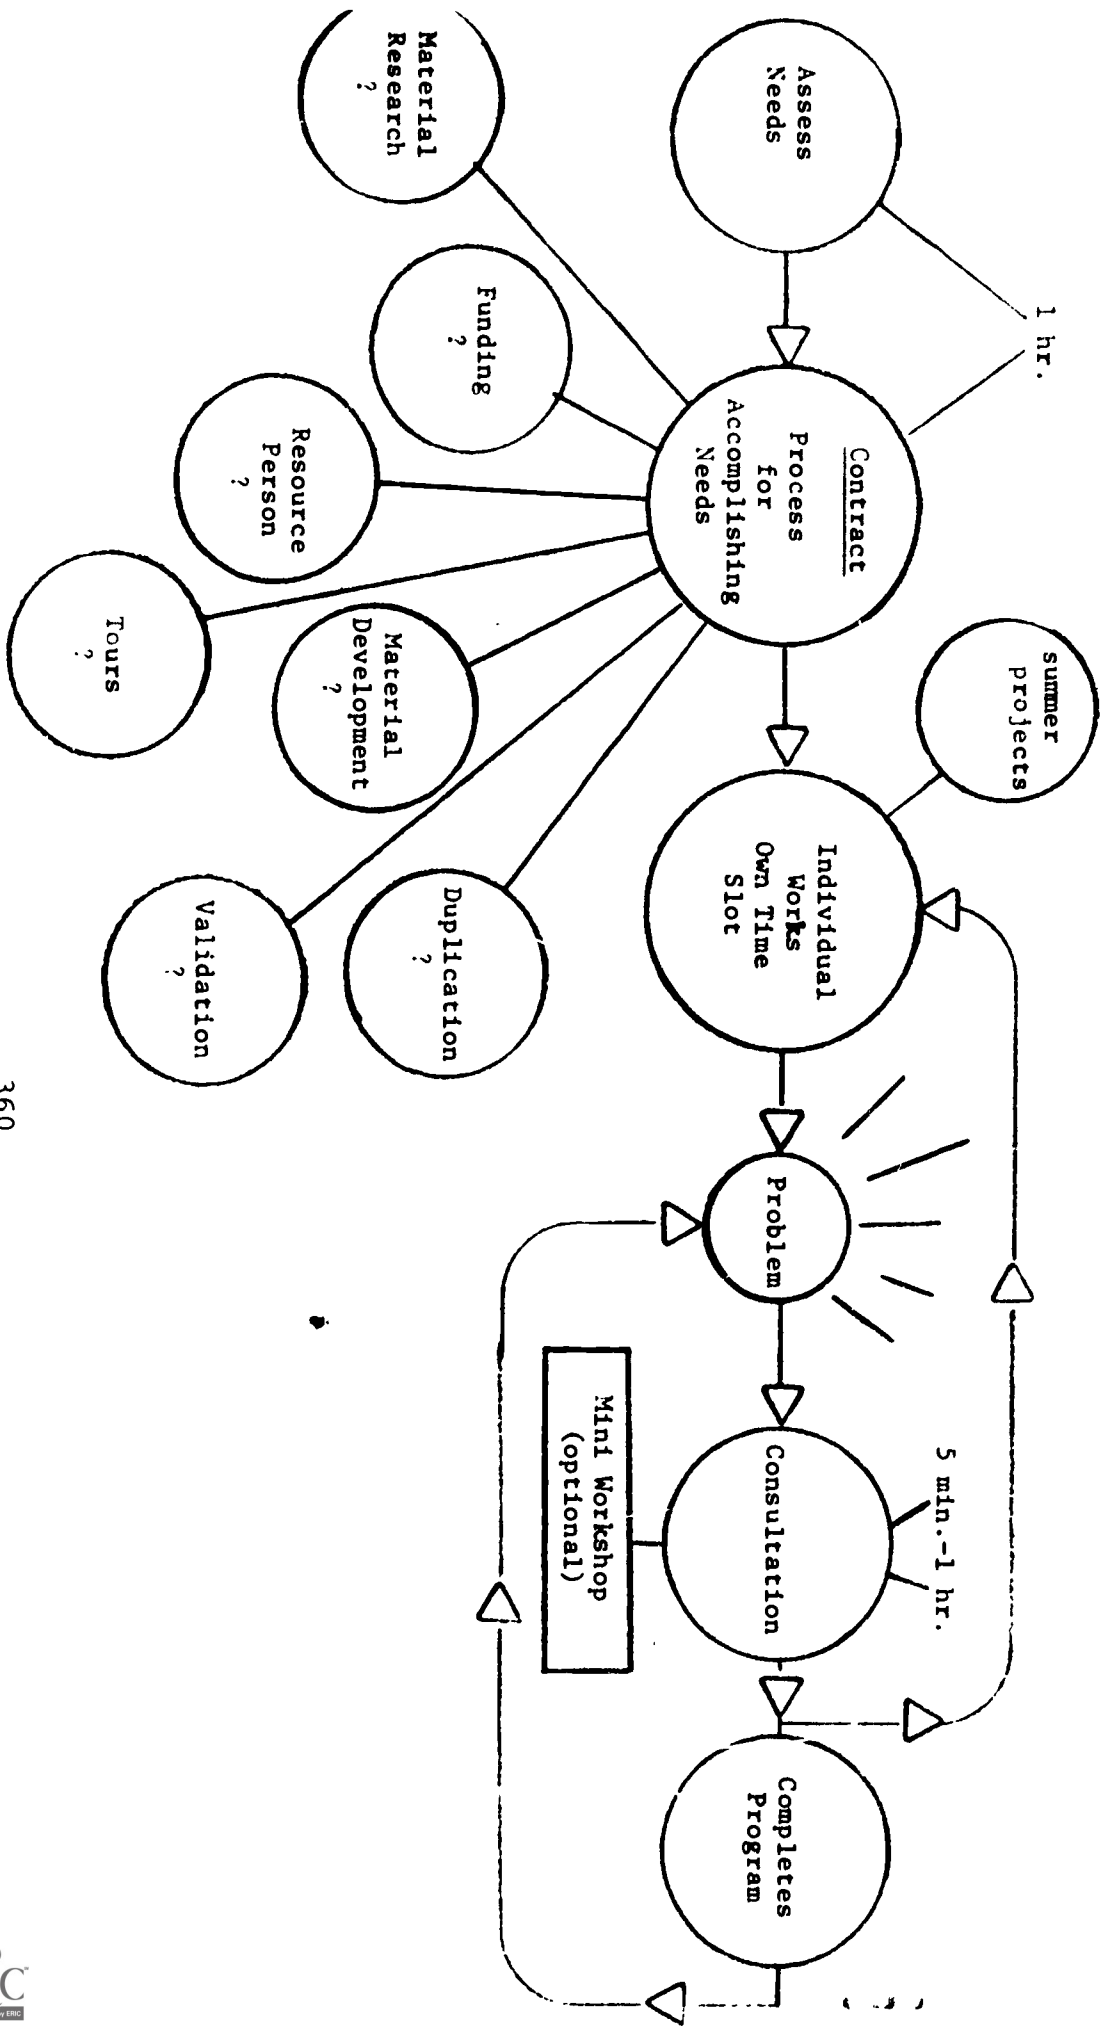 1 hr.
Assess
Needs
Contract
Process
for
Accomplishing
Needs
summer
projects
Individual
Works
Own Time
Slot
Problem
5 min.-1 hr.
Consultation
Mini Workshop
(optional)
Completes
Program
Material
Research
?
Funding
?
Resource
Person
?
Tours
?
Material
Development
?
Duplication
?
Validation
?
360
by ERIC